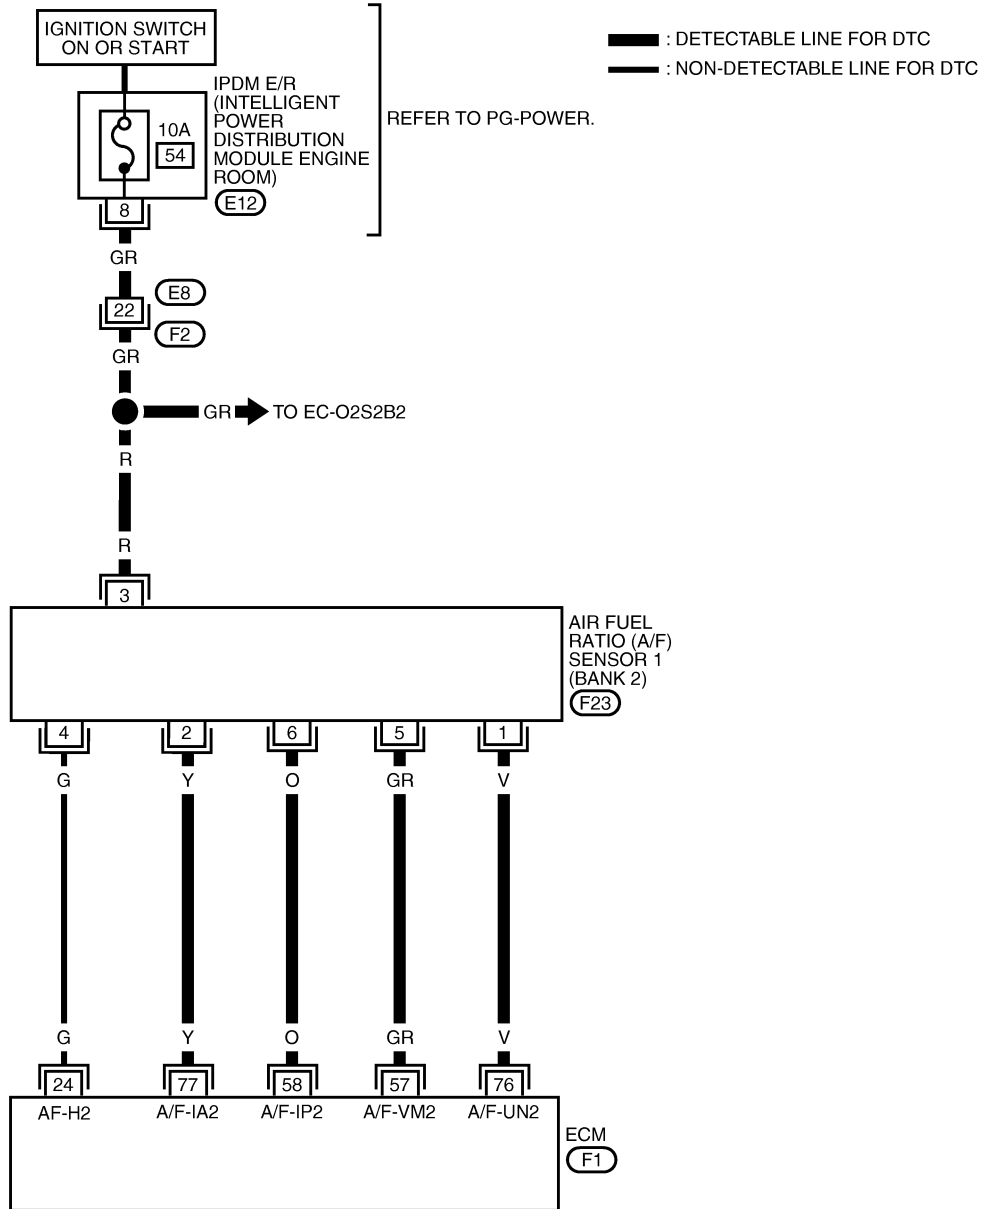 IGNITION SWITCH
ON OR START
: DETECTABLE LINE FOR DTC
: NON-DETECTABLE LINE FOR DTC
IPDM E/R
(INTELLIGENT
POWER
DISTRIBUTION
MODULE ENGINE
ROOM)
E12
10A
54
REFER TO PG-POWER.
8
GR
E8
22
F2
GR
GR
TO EC-O2S2B2
R
R
3
AIR FUEL
RATIO (A/F)
SENSOR 1
(BANK 2)
F23
4 2 6 5 1
G Y O GR V
G Y O GR V
24 77 58 57 76
AF-H2 A/F-IA2 A/F-IP2 A/F-VM2 A/F-UN2
ECM
F1